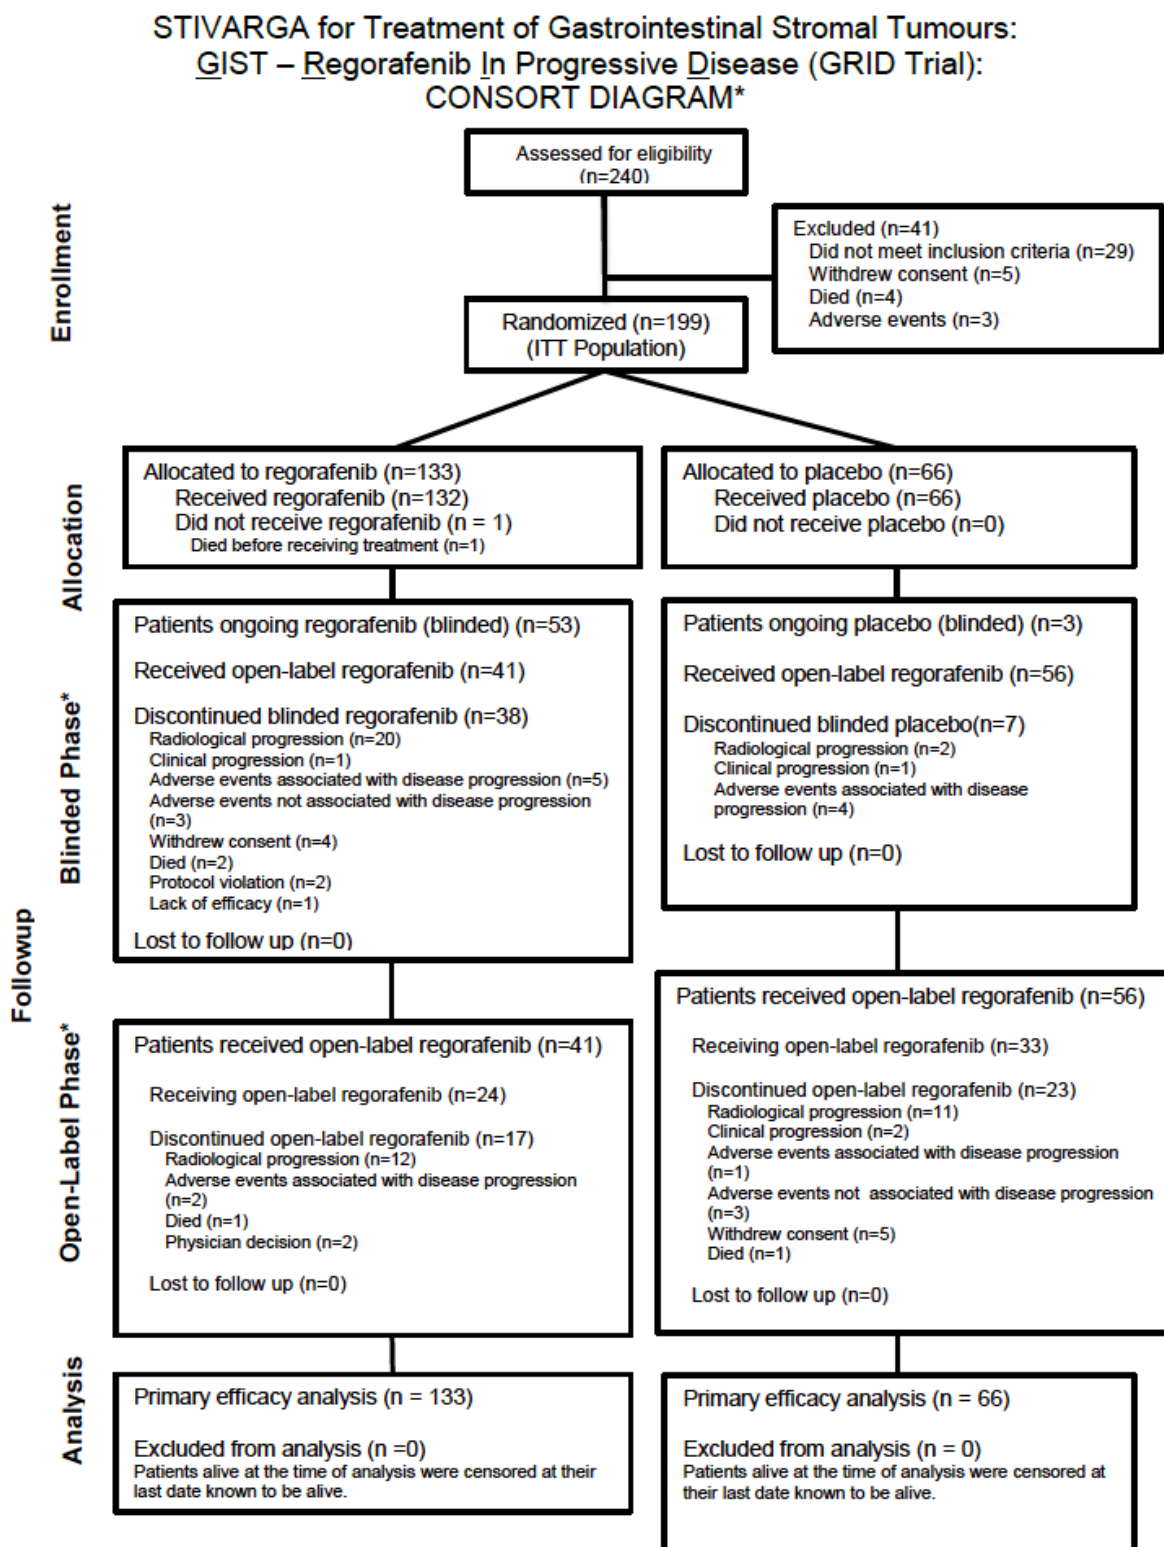 STIVARGA for Treatment of Gastrointestinal Stromal Tumours:
GIST – Regorafenib In Progressive Disease (GRID Trial):
CONSORT DIAGRAM*
Enrollment
Assessed for eligibility
(n=240)
Excluded (n=41)
Did not meet inclusion criteria (n=29)
Withdrew consent (n=5)
Died (n=4)
Adverse events (n=3)
Randomized (n=199)
(ITT Population)
Allocation
Allocated to regorafenib (n=133)
Received regorafenib (n=132)
Did not receive regorafenib (n = 1)
Died before receiving treatment (n=1)
Allocated to placebo (n=66)
Received placebo (n=66)
Did not receive placebo (n=0)
Followup
Blinded Phase*
Patients ongoing regorafenib (blinded) (n=53)
Received open-label regorafenib (n=41)
Discontinued blinded regorafenib (n=38)
Radiological progression (n=20)
Clinical progression (n=1)
Adverse events associated with disease progression (n=5)
Adverse events not associated with disease progression
(n=3)
Withdrew consent (n=4)
Died (n=2)
Protocol violation (n=2)
Lack of efficacy (n=1)
Lost to follow up (n=0)
Patients ongoing placebo (blinded) (n=3)
Received open-label regorafenib (n=56)
Discontinued blinded placebo(n=7)
Radiological progression (n=2)
Clinical progression (n=1)
Adverse events associated with disease
progression (n=4)
Lost to follow up (n=0)
Open-Label Phase*
Patients received open-label regorafenib (n=41)
Receiving open-label regorafenib (n=24)
Discontinued open-label regorafenib (n=17)
Radiological progression (n=12)
Adverse events associated with disease progression
(n=2)
Died (n=1)
Physician decision (n=2)
Lost to follow up (n=0)
Patients received open-label regorafenib (n=56)
Receiving open-label regorafenib (n=33)
Discontinued open-label regorafenib (n=23)
Radiological progression (n=11)
Clinical progression (n=2)
Adverse events associated with disease progression
(n=1)
Adverse events not associated with disease progression
(n=3)
Withdrew consent (n=5)
Died (n=1)
Lost to follow up (n=0)
Analysis
Primary efficacy analysis (n = 133)
Excluded from analysis (n =0)
Patients alive at the time of analysis were censored at their
last date known to be alive.
Primary efficacy analysis (n = 66)
Excluded from analysis (n = 0)
Patients alive at the time of analysis were censored at
their last date known to be alive.